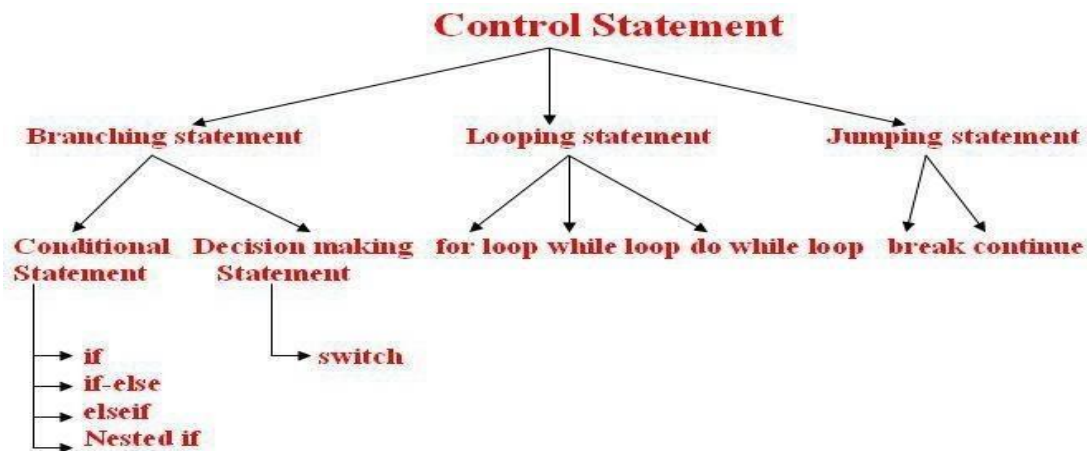 Control Statement
Branching statement
Looping statement
Jumping statement
Conditional
Statement
Decision making
Statement
for loop while loop do while loop
break continue
if
if-else
elseif
Nested if
switch